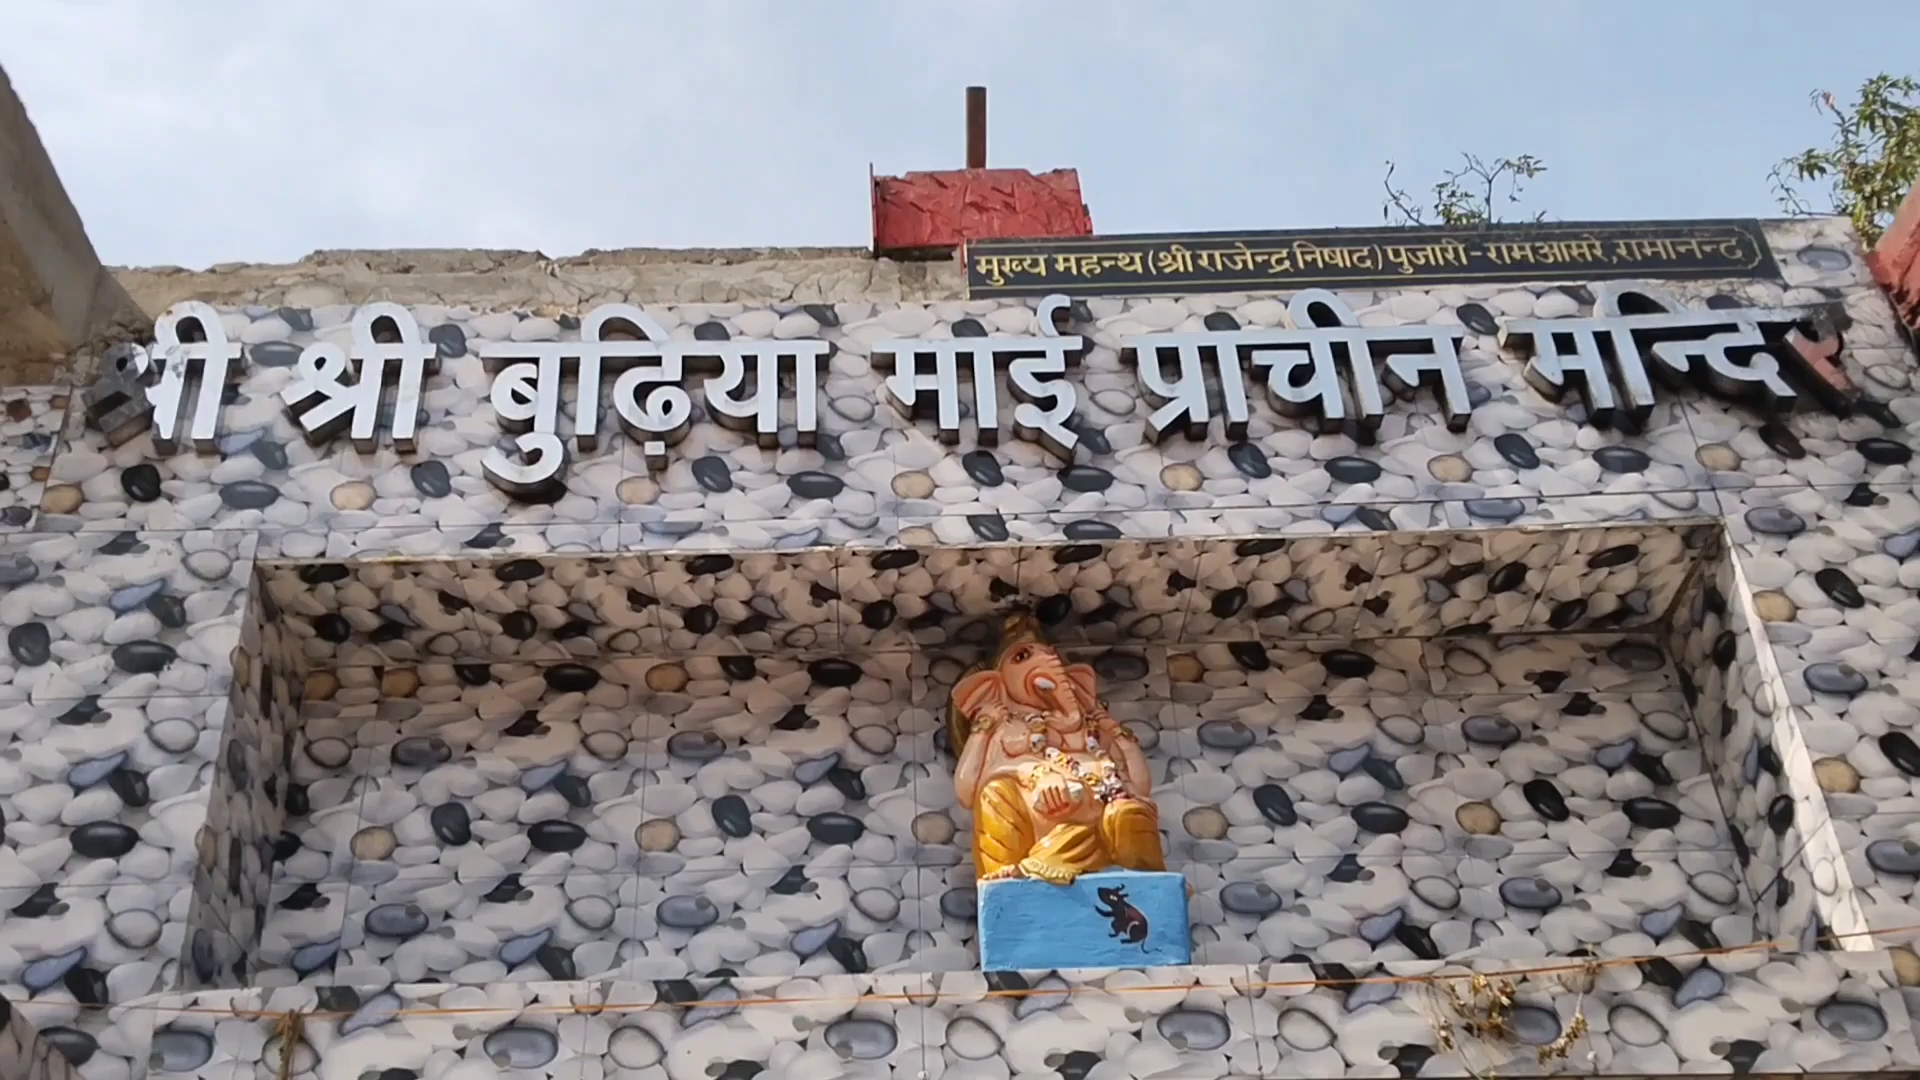 मुख्य महन्थ (श्री राजेन्द्र निषाद) पुजारी - रामआसरे, रामानन्द
श्री श्री बुढ़िया माई प्राचीन मन्दिर